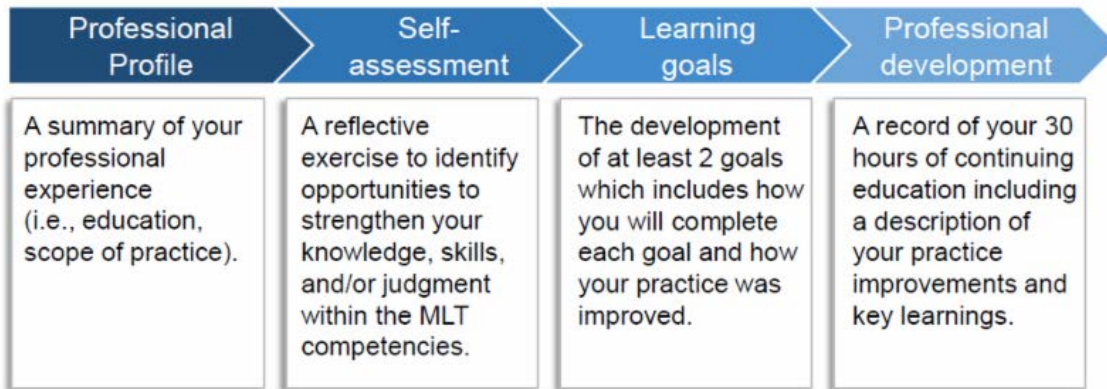 Professional
Profile
Self-
assessment
Learning
goals
Professional
development
A summary of your
professional
experience
(i.e., education,
scope of practice).
A reflective
exercise to identify
opportunities to
strengthen your
knowledge, skills,
and/or judgment
within the MLT
competencies.
The development
of at least 2 goals
which includes how
you will complete
each goal and how
your practice was
improved.
A record of your 30
hours of continuing
education including
a description of
your practice
improvements and
key learnings.